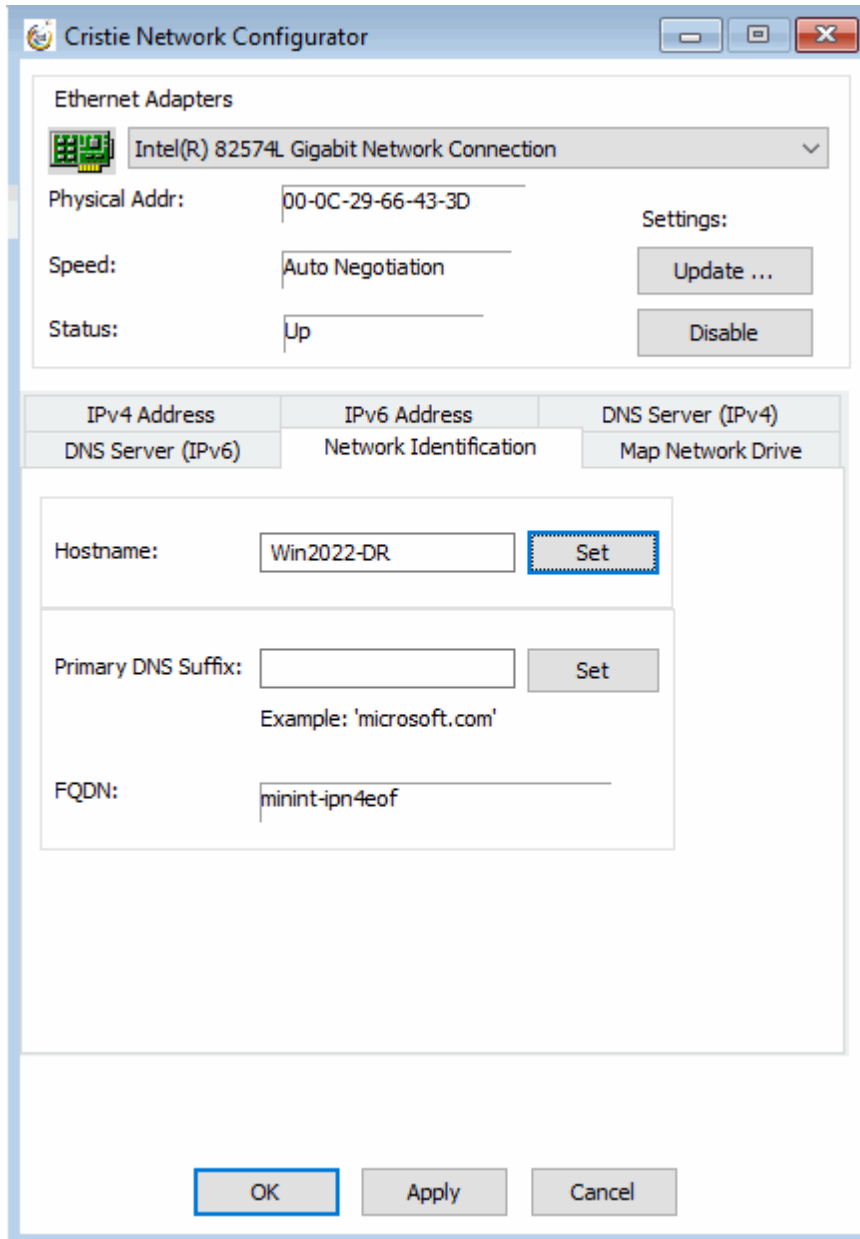 Cristie Network Configurator
Ethernet Adapters
Intel(R) 82574L Gigabit Network Connection
Physical Addr:
00-0C-29-66-43-3D
Settings:
Speed:
Auto Negotiation
Update ...
Status:
Up
Disable
IPv4 Address
IPv6 Address
DNS Server (IPv4)
DNS Server (IPv6)
Network Identification
Map Network Drive
Hostname:
Win2022-DR
Set
Primary DNS Suffix:
Set
Example: 'microsoft.com'
FQDN:
minint-ipn4eof
OK
Apply
Cancel